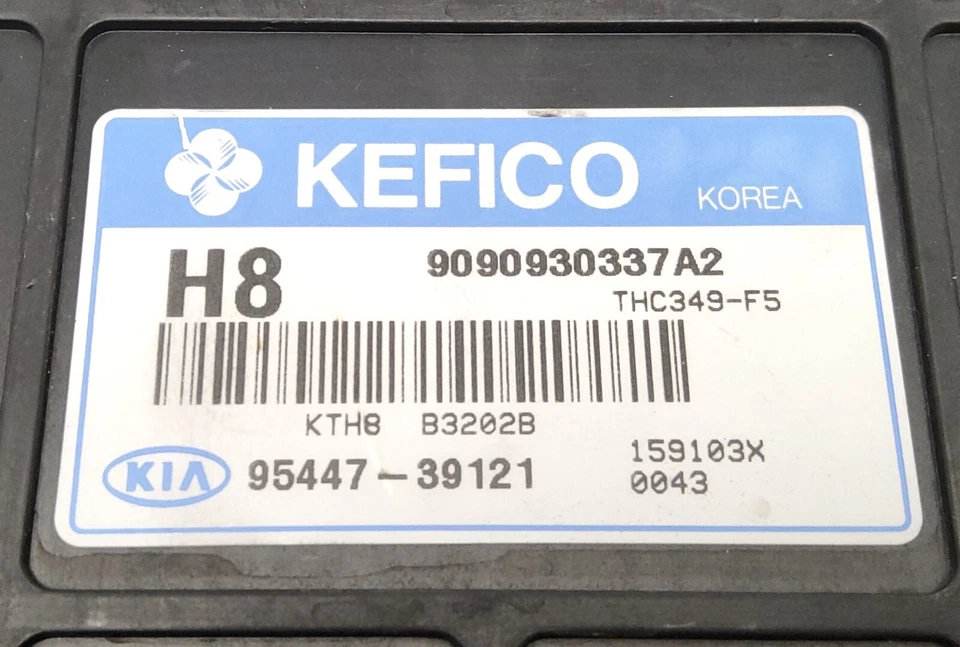 KEFICO KOREA
H8 9090930337A2
THC349-F5
KTH8 B3202B
KIA 95447-39121 159103X
0043